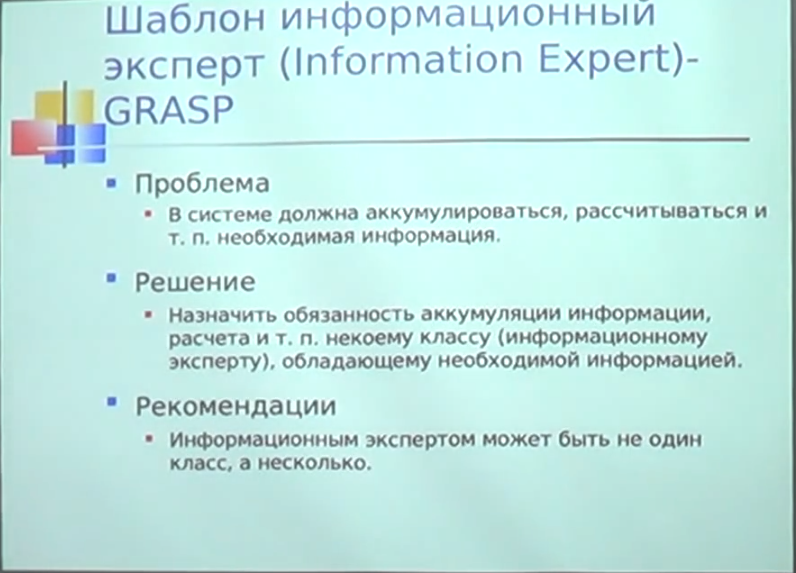 Шаблон информационный
эксперт (Information Expert)-
GRASP
Проблема
В системе должна аккумулироваться, рассчитываться и
т. п. необходимая информация.
Решение
Назначить обязанность аккумуляции информации,
расчета и т. п. некоему классу (информационному
эксперту), обладающему необходимой информацией.
Рекомендации
Информационным экспертом может быть не один
класс, а несколько.